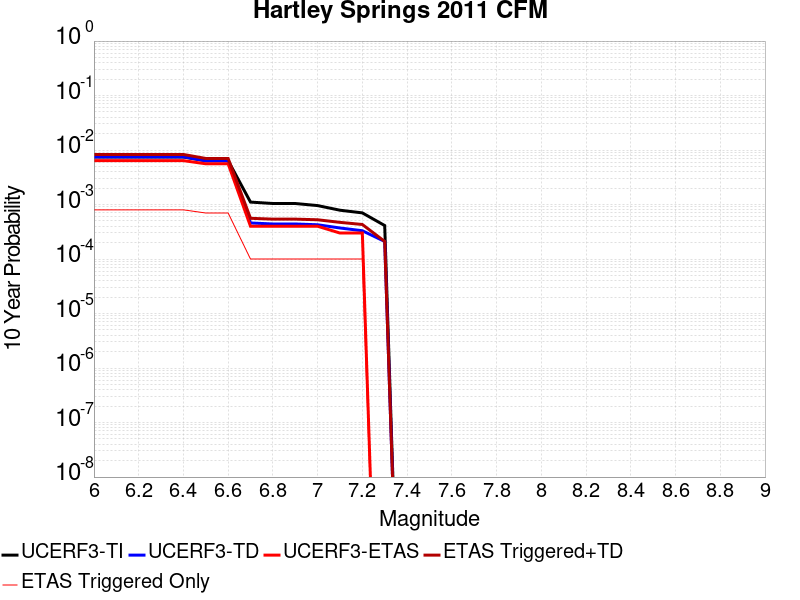 Hartley Springs 2011 CFM
10 0
10 -1
10 -2
10 -3
10 -4
10 -5
10 -6
10 -7
10 -8
10 Year Probability
6 6.2 6.4 6.6 6.8 7 7.2 7.4 7.6 7.8 8 8.2 8.4 8.6 8.8 9
Magnitude
UCERF3-TI UCERF3-TD UCERF3-ETAS ETAS Triggered+TD
ETAS Triggered Only